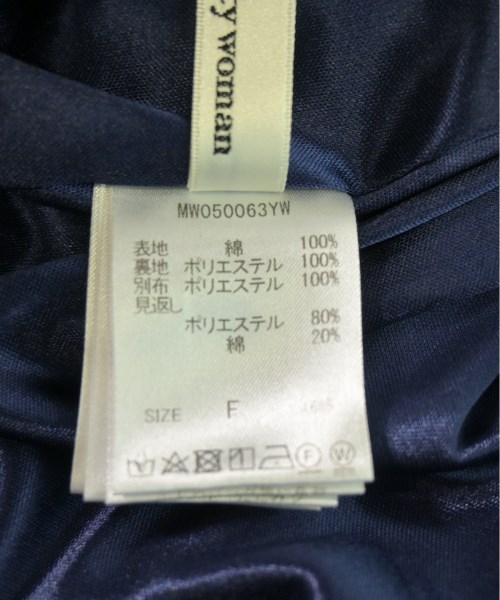 y woman
MW050063YW
表地 綿 100%
裏地 ポリエステル 100%
別布 ポリエステル 100%
見返し
ポリエステル 80%
綿 20%
SIZE F
F W